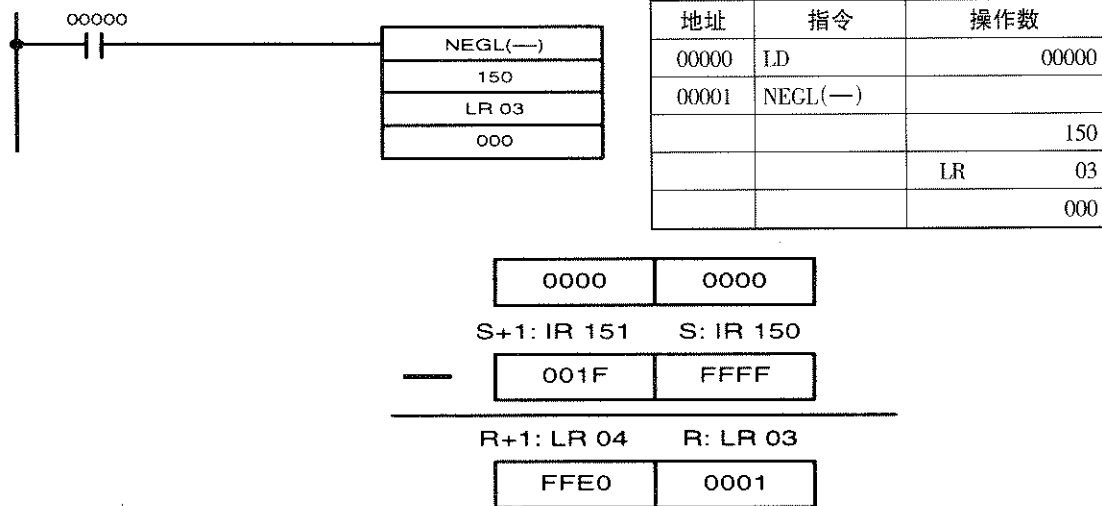 00000
NEGL(—)
150
LR 03
000
地址 指令 操作数
00000 LD 00000
00001 NEGL(—)
150
LR 03
000
0000 0000
S+1: IR 151 S: IR 150
— 001F FFFF
R+1: LR 04 R: LR 03
FFE0 0001